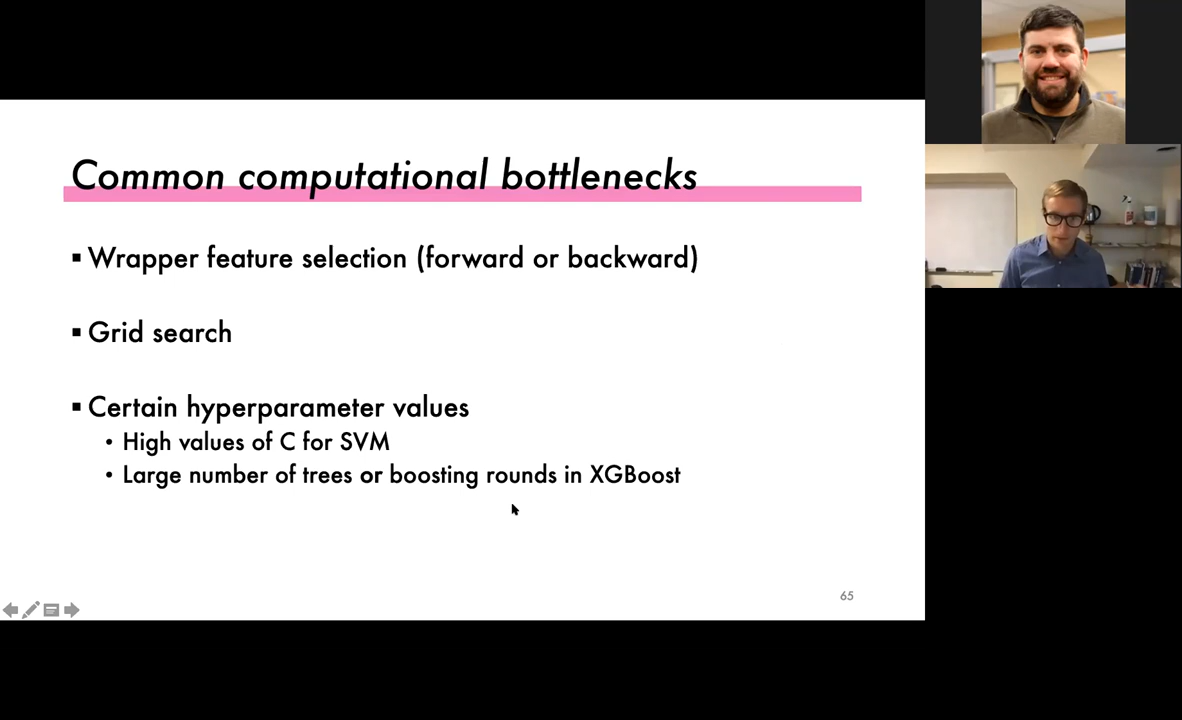 Common computational bottlenecks
▪ Wrapper feature selection (forward or backward)
▪ Grid search
▪ Certain hyperparameter values
• High values of C for SVM
• Large number of trees or boosting rounds in XGBoost
65